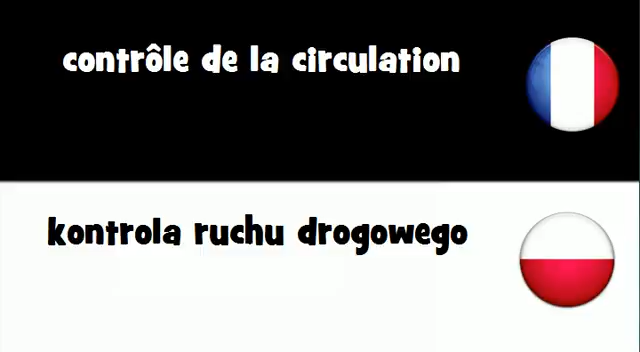 contrôle de la circulation
kontrola ruchu drogowego